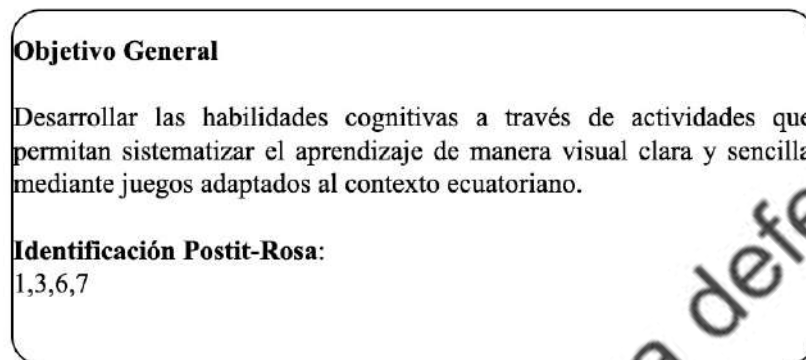 Objetivo General
Desarrollar las habilidades cognitivas a través de actividades que
permitan sistematizar el aprendizaje de manera visual clara y sencilla
mediante juegos adaptados al contexto ecuatoriano.
Identificación Postit-Rosa:
1,3,6,7